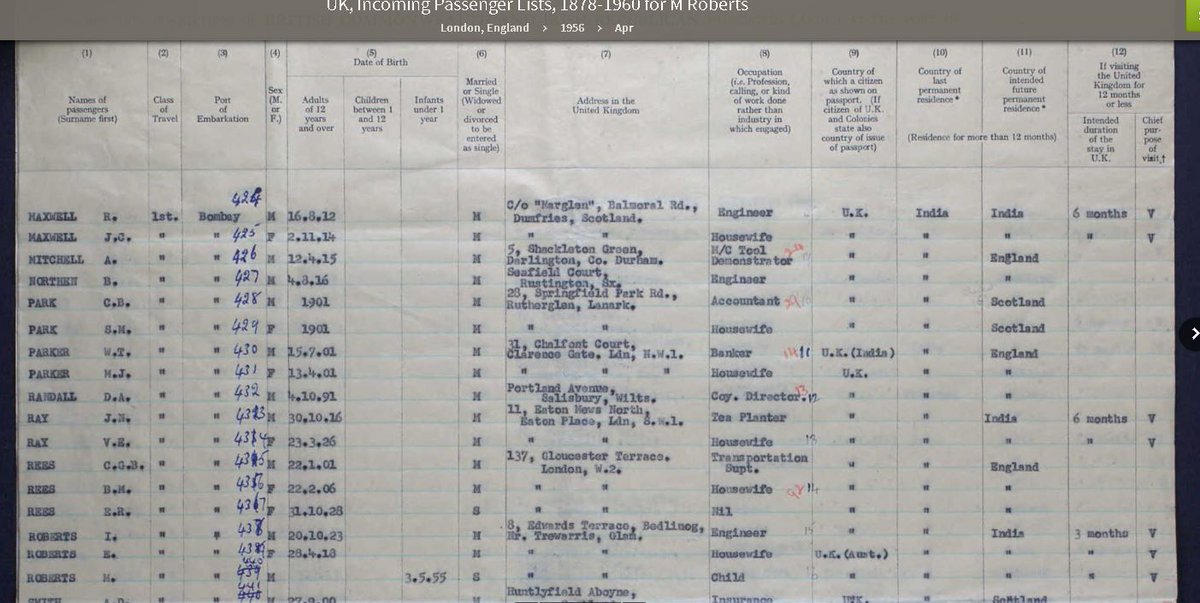 UK, Incoming Passenger Lists, 1878-1960 for M Roberts
London, England > 1956 > Apr
(1) (2) (3) (4) (5) (6) (7) (8) (9) (10) (11) (12)
Names of passengers (Surname first)
Class of Travel
Port of Embarkation
Sex (M. or F.)
Date of Birth
Adults of 12 years and over
Children between 1 and 12 years
Infants under 1 year
Married or Single (Widowed or divorced to be entered as single)
Address in the United Kingdom
Occupation (i.e. Profession, calling, or kind of work done rather than industry in which engaged)
Country of which a citizen as shown on passport. (If citizen of U.K. and Colonies state also country of issue of passport)
Country of last permanent residence *
Country of intended future permanent residence *
(Residence for more than 12 months)
If visiting the United Kingdom for 12 months or less
Intended duration of the stay in U.K.
Chief purpose of visit,†
MAXWELL R. 1st. Bombay 424 M 16.8.12 M C/o "Marglen", Balmoral Rd., Dumfries, Scotland. Engineer U.K. India India 6 months V
MAXWELL J.C. " " 425 F 2.11.14 M " " Housewife " " " " V
MITCHELL A. " " 426 M 12.4.15 M 5, Shackleton Green, Darlington, Co. Durham. M/C Tool Demonstrator " " England
NORTHEN B. " " 427 M 4.8.16 M Seafield Court, Rustington, Sx. Engineer " " "
PARK C.B. " " 428 M 1901 M 28, Springfield Park Rd., Rutherglen, Lanark. Accountant " " Scotland
PARK S.M. " " 429 F 1901 M " " Housewife " " Scotland
PARKER W.T. " " 430 M 15.7.01 M 31, Chalfont Court, Clarence Gate. Ldn, N.W.1. Banker U.K.(India) " England
PARKER M.J. " " 431 F 13.4.01 M " " " Housewife U.K. " "
RANDALL D.A. " " 432 M 4.10.91 M Portland Avenue, Salisbury, Wilts. Coy. Director. " " "
RAY J.N. " " M 30.10.16 M 11, Eaton Mews North, Eaton Place, Ldn, S.W.1. Tea Planter " " India 6 months V
RAY V.E. " " F 23.3.26 M " " Housewife " " " " V
REES C.G.B. " " M 22.1.01 M 137, Gloucester Terrace. London, W.2. Transportation Supt. " " England
REES B.M. " " F 22.2.06 M " " Housewife " " "
REES E.R. " " F 31.10.28 S " " Nil " " "
ROBERTS I. " " M 20.10.23 M 8, Edwards Terrace, Bedlinog, Nr. Trewarris, Glam. Engineer " " India 3 months V
ROBERTS E. " " F 28.4.18 M " " Housewife U.K.(Aust.) " " " V
ROBERTS M. " " M 3.5.55 S " " Child " " " " V
SMITH Huntlyfield Aboyne, Insurance U.K. " Scotland